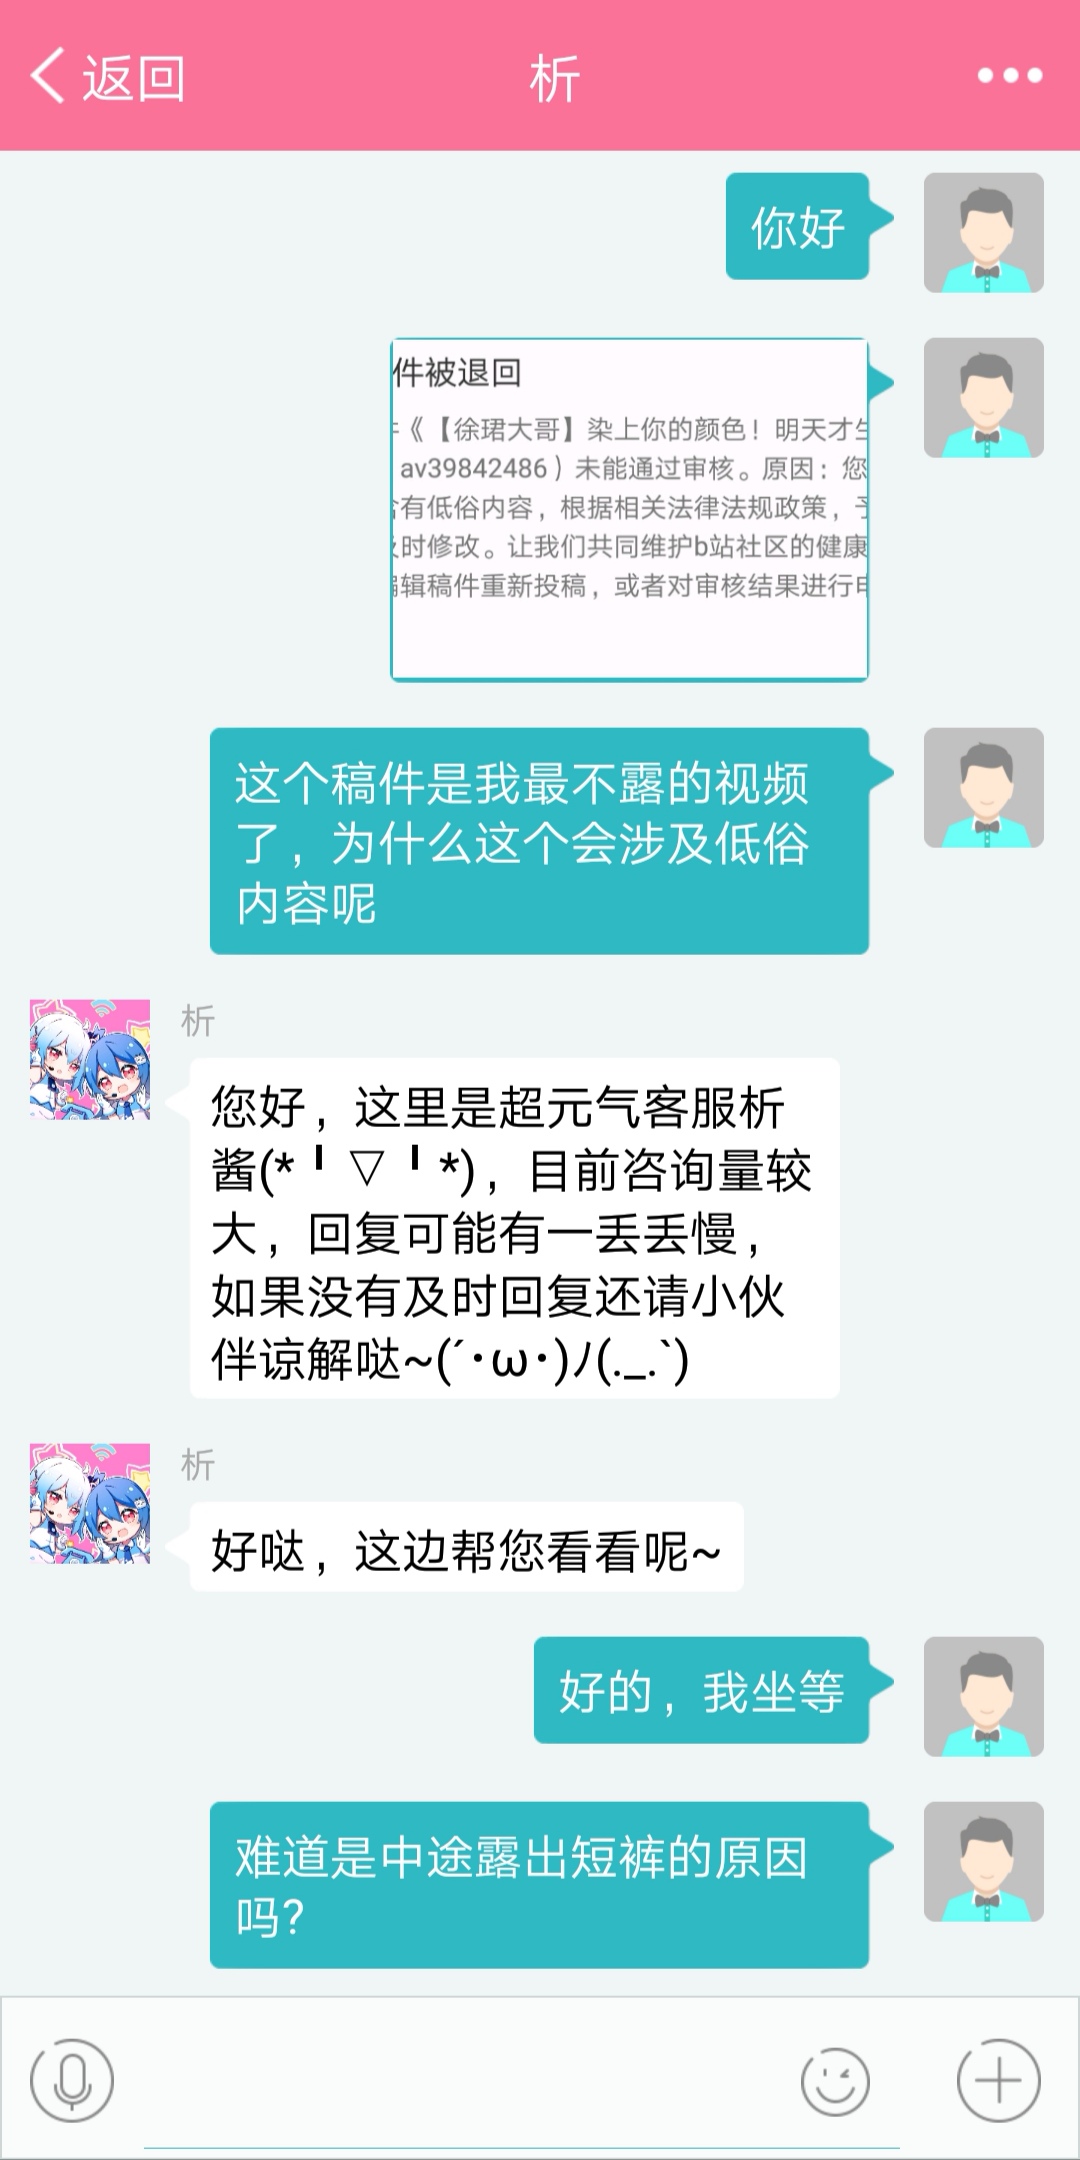 返回
析
你好
件被退回
《【徐珺大哥】染上你的颜色！明天才
av39842486）未能通过审核。原因：您
有低俗内容，根据相关法律法规政策，
时修改。让我们共同维护b站社区的健康
辑稿件重新投稿，或者对审核结果进行
这个稿件是我最不露的视频
了，为什么这个会涉及低俗
内容呢
析
您好，这里是超元气客服析
酱(*╹▽╹*)，目前咨询量较
大，回复可能有一丢丢慢，
如果没有及时回复还请小伙
伴谅解哒~(´･ω･)ﾉ(._.`)
析
好哒，这边帮您看看呢~
好的，我坐等
难道是中途露出短裤的原因
吗?